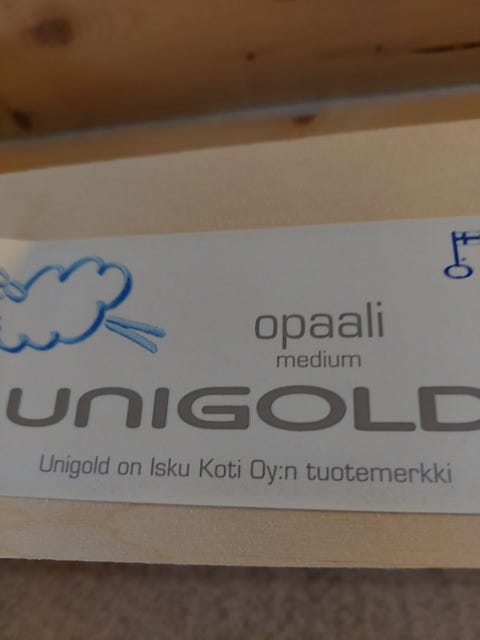 opaali
medium
UNIGOLD
Unigold on Isku Koti Oy:n tuotemerkki